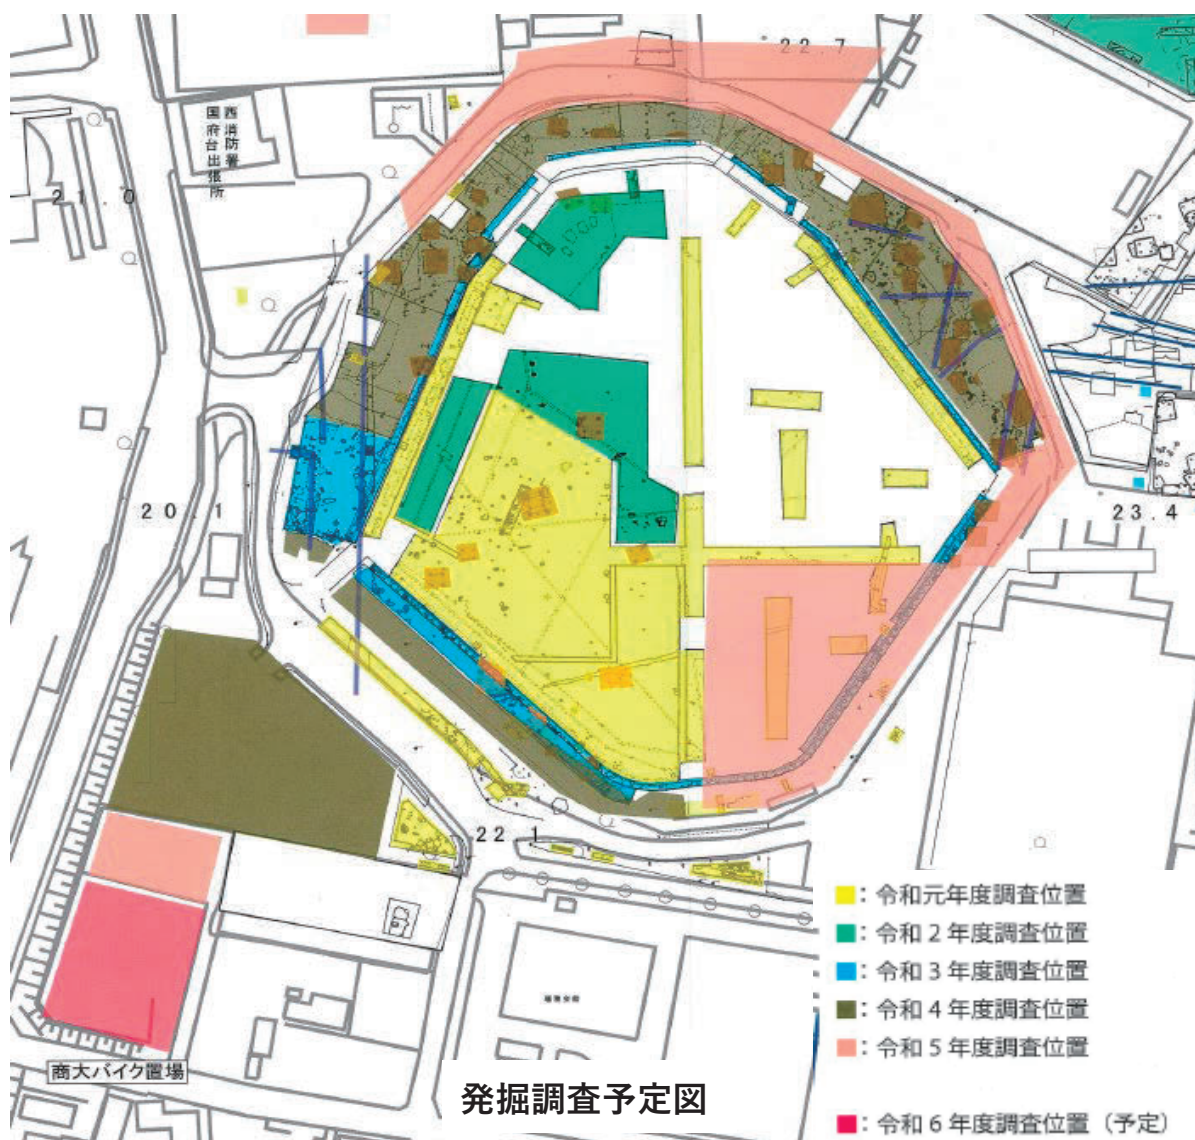 22.7
西消防署
国府台出張所
21.0
20.1
23.4
22 1
：令和元年度調査位置
：令和２年度調査位置
：令和３年度調査位置
：令和４年度調査位置
：令和５年度調査位置
：令和６年度調査位置（予定）
商大バイク置場
発掘調査予定図